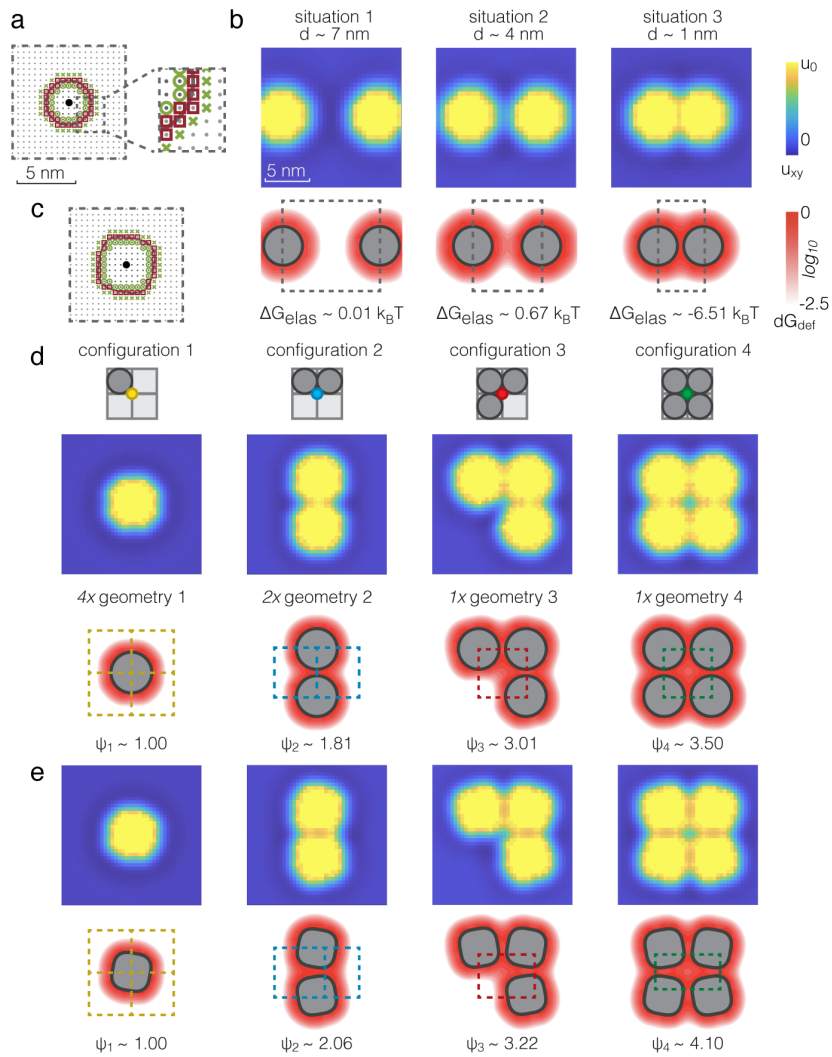 a
5 nm
b
situation 1
d ~ 7 nm
situation 2
d ~ 4 nm
situation 3
d ~ 1 nm
5 nm
u0
0
uxy
c
ΔGelas ~ 0.01 kBT
ΔGelas ~ 0.67 kBT
ΔGelas ~ -6.51 kBT
0
log10
-2.5
dGdef
d
configuration 1
configuration 2
configuration 3
configuration 4
4x geometry 1
2x geometry 2
1x geometry 3
1x geometry 4
ψ1 ~ 1.00
ψ2 ~ 1.81
ψ3 ~ 3.01
ψ4 ~ 3.50
e
ψ1 ~ 1.00
ψ2 ~ 2.06
ψ3 ~ 3.22
ψ4 ~ 4.10